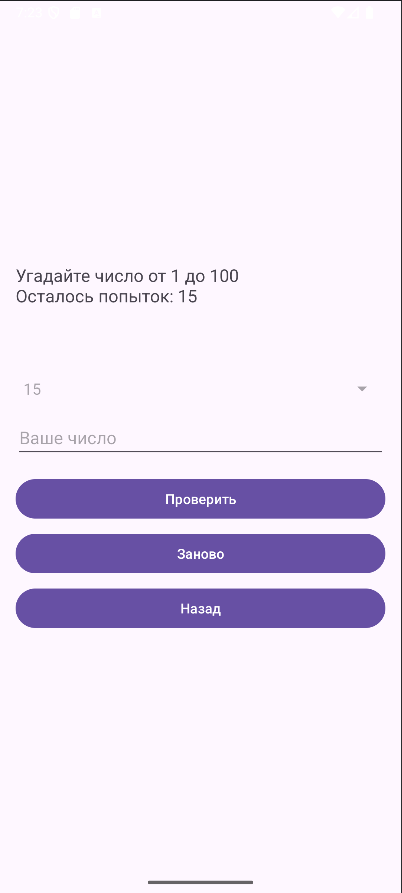 Угадайте число от 1 до 100
Осталось попыток: 15
15
Ваше число
Проверить
Заново
Назад